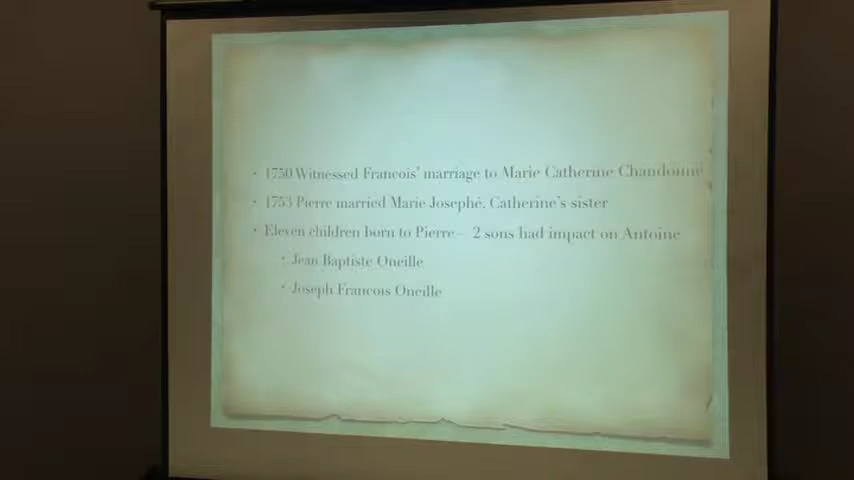 • 1750 Witnessed Francois' marriage to Marie Catherine Chandonné
• 1753 Pierre married Marie Josephé, Catherine's sister
• Eleven children born to Pierre – 2 sons had impact on Antoine
• Jean Baptiste Oneille
• Joseph Francois Oneille